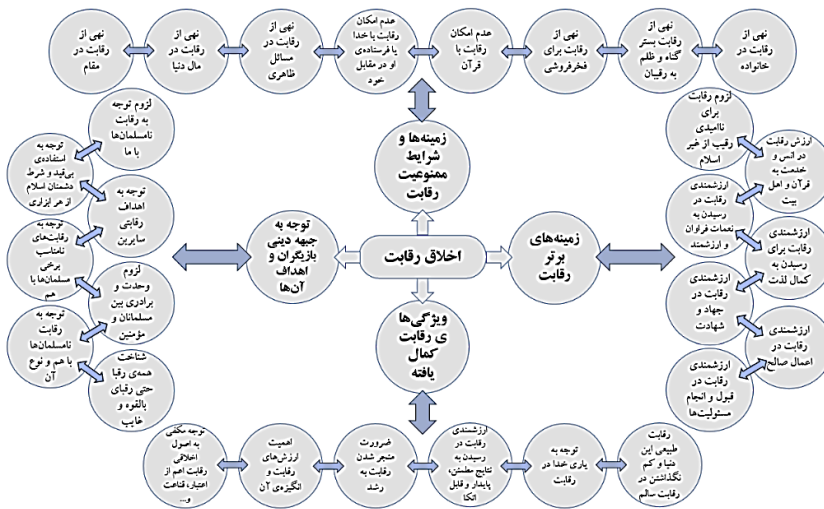 نهی از
رقابت در
خانواده
نهی از
رقابت بستر
گناه و ظلم
به رقیبان
نهی از
رقابت برای
فخرفروشی
عدم امکان
رقابت با
قرآن
عدم امکان
رقابت با خدا
یا فرستاده‌ی
او در مقابل
خود
نهی از
رقابت در
مسائل
ظاهری
نهی از
رقابت در
مال دنیا
نهی از
رقابت در
مقام
زمینه‌ها و
شرایط
ممنوعیت
رقابت
لزوم رقابت
برای
ناامیدی
رقیب از غیر
اسلام
ارزش رقابت
در انس و
خدمت به
قرآن و اهل
بیت
ارزشمندی
رقابت در
رسیدن به
نعمات فراوان
و ارزشمند
ارزشمندی
رقابت برای
رسیدن به
کمال لذت
ارزشمندی
رقابت در
جهاد و
شهادت
ارزشمندی
رقابت در
اعمال صالح
ارزشمندی
رقابت در
قبول و انجام
مسئولیت‌ها
زمینه‌های
برتر
رقابت
اخلاق رقابت
توجه به
جبهه دینی
بازیگران و
اهداف
آن‌ها
لزوم توجه
به رقابت
نامسلمان‌ها
با ما
توجه به
استفاده‌ی
بی‌قید و شرط
دشمنان اسلام
از هر ابزاری
توجه به
اهداف
رقابتی
سایرین
توجه به
رقابت‌های
نامناسب
برخی
مسلمان‌ها با
هم
لزوم
وحدت و
برادری بین
مسلمانان و
مؤمنین
توجه به
رقابت
نامسلمان‌ها
با هم و نوع
آن
شناخت
همه‌ی رقبا
حتی رقبای
بالقوه و
غایب
ویژگی‌ها
ی رقابت
کمال
یافته
رقابت
طبیعی این
دنیا و کم
نگذاشتن در
رقابت سالم
توجه به
یاری خدا در
رقابت
ارزشمندی
رقابت در
رسیدن به
نتایج مطمئن،
پایدار و قابل
اتکا
ضرورت
منجر شدن
رقابت به
رشد
اهمیت
ارزش‌های
رقابت و
انگیزه‌ی آن
توجه مکفی
به اصول
اخلاقی
رقابت اعم از
اعتبار، قناعت
و...